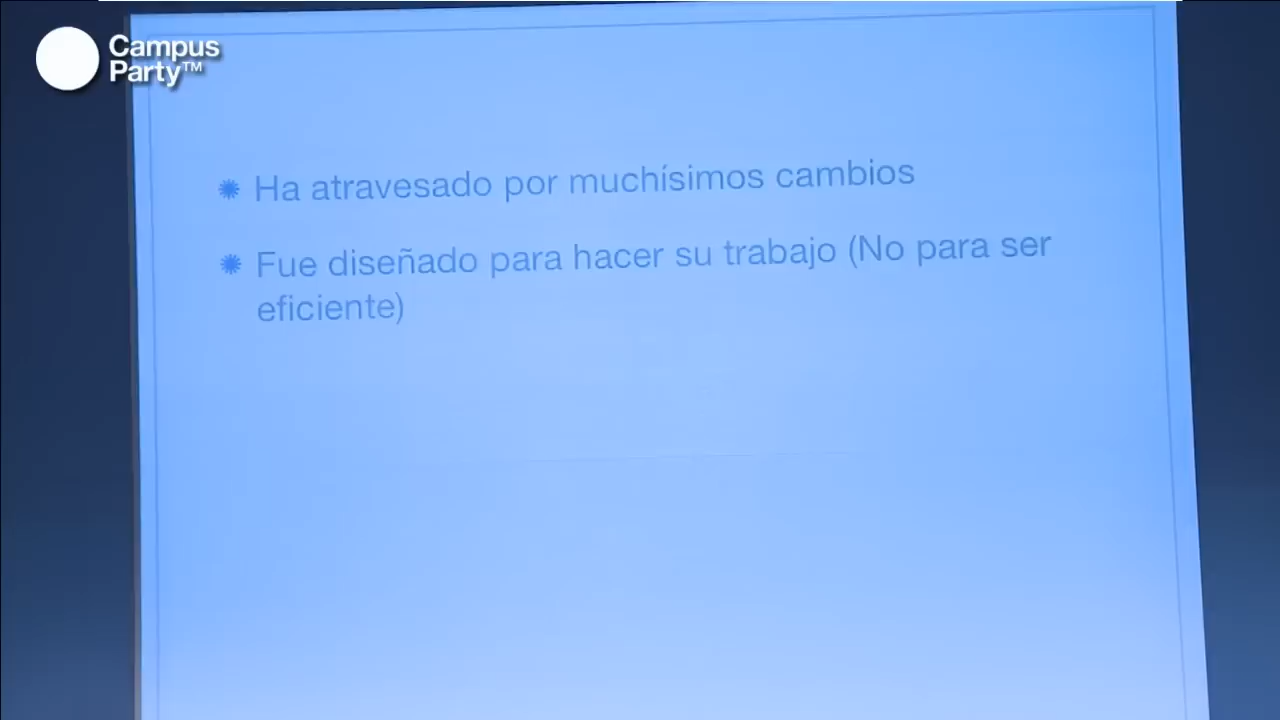 Campus
Party™
Ha atravesado por muchísimos cambios
Fue diseñado para hacer su trabajo (No para ser
eficiente)